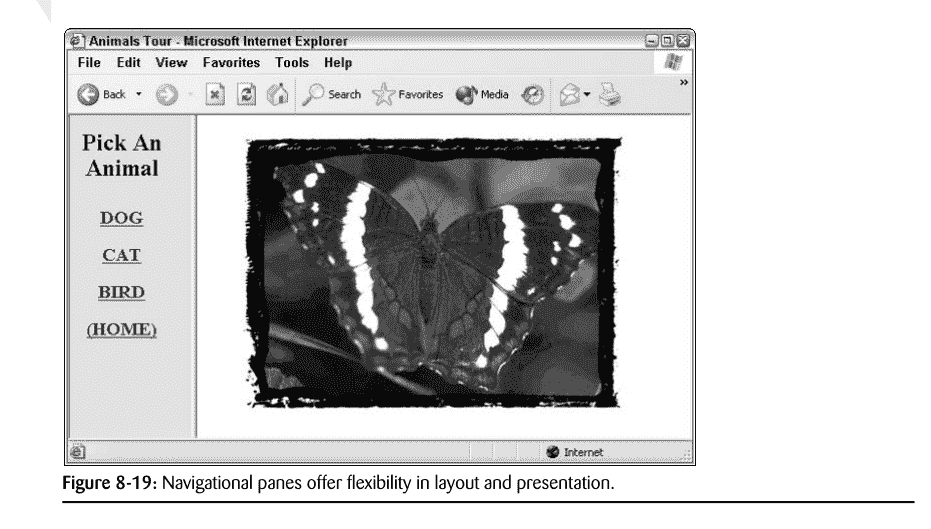 Animals Tour - Microsoft Internet Explorer
File Edit View Favorites Tools Help
Back Search Favorites Media »
Pick An
Animal
DOG
CAT
BIRD
(HOME)
Internet
Figure 8-19: Navigational panes offer flexibility in layout and presentation.